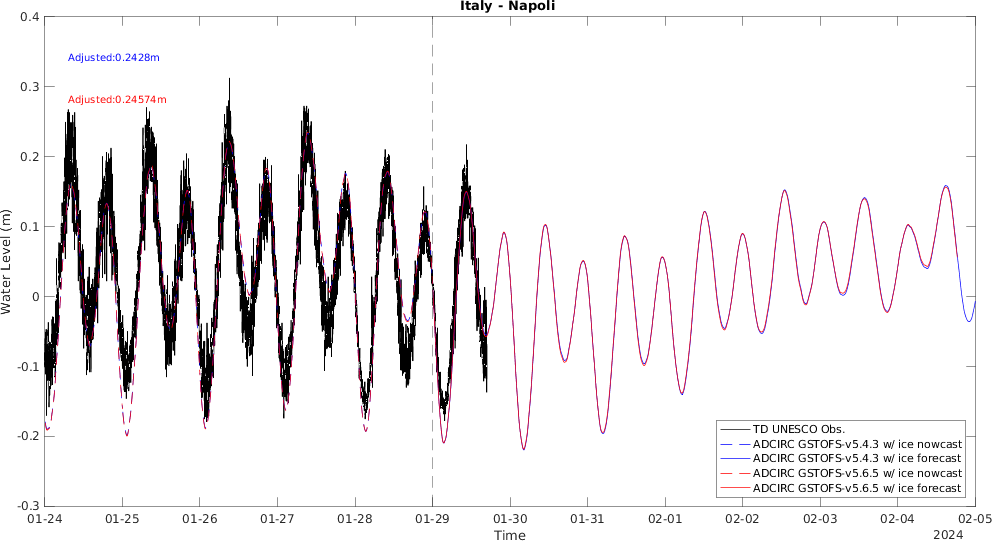 Italy - Napoli
Adjusted:0.2428m
Adjusted:0.24574m
Water Level (m)
0.4
0.3
0.2
0.1
0
-0.1
-0.2
-0.3
TD UNESCO Obs.
ADCIRC GSTOFS-v5.4.3 w/ ice nowcast
ADCIRC GSTOFS-v5.4.3 w/ ice forecast
ADCIRC GSTOFS-v5.6.5 w/ ice nowcast
ADCIRC GSTOFS-v5.6.5 w/ ice forecast
01-24 01-25 01-26 01-27 01-28 01-29 01-30 01-31 02-01 02-02 02-03 02-04 02-05
Time
2024